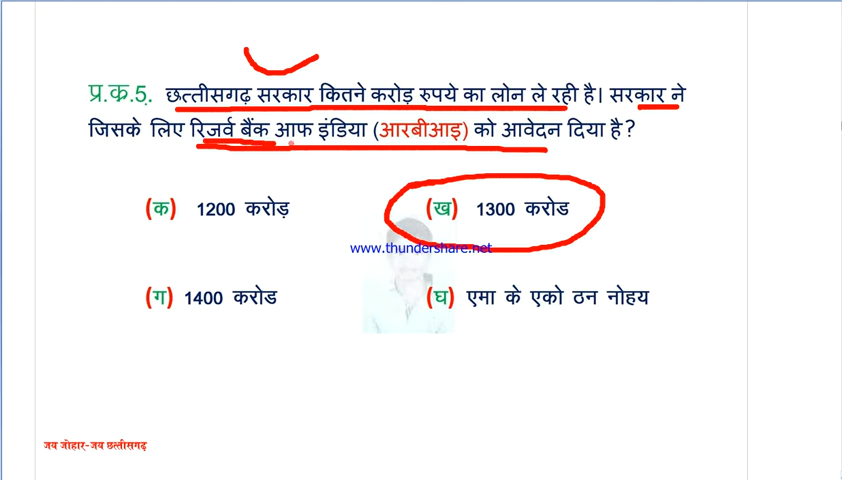 प्र.क्र.5. छत्तीसगढ़ सरकार कितने करोड़ रुपये का लोन ले रही है। सरकार ने
जिसके लिए रिजर्व बैंक आफ इंडिया (आरबीआइ) को आवेदन दिया है?
(क) 1200 करोड़ (ख) 1300 करोड
www.thundershare.net
(ग) 1400 करोड (घ) एमा के एको ठन नोहय
जय जोहार-जय छत्तीसगढ़